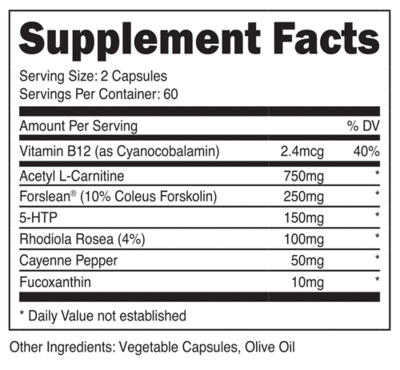 Supplement Facts
Serving Size: 2 Capsules
Servings Per Container: 60
Amount Per Serving % DV
Vitamin B12 (as Cyanocobalamin) 2.4mcg 40%
Acetyl L-Carnitine 750mg *
Forslean® (10% Coleus Forskolin) 250mg *
5-HTP 150mg *
Rhodiola Rosea (4%) 100mg *
Cayenne Pepper 50mg *
Fucoxanthin 10mg *
* Daily Value not established
Other Ingredients: Vegetable Capsules, Olive Oil